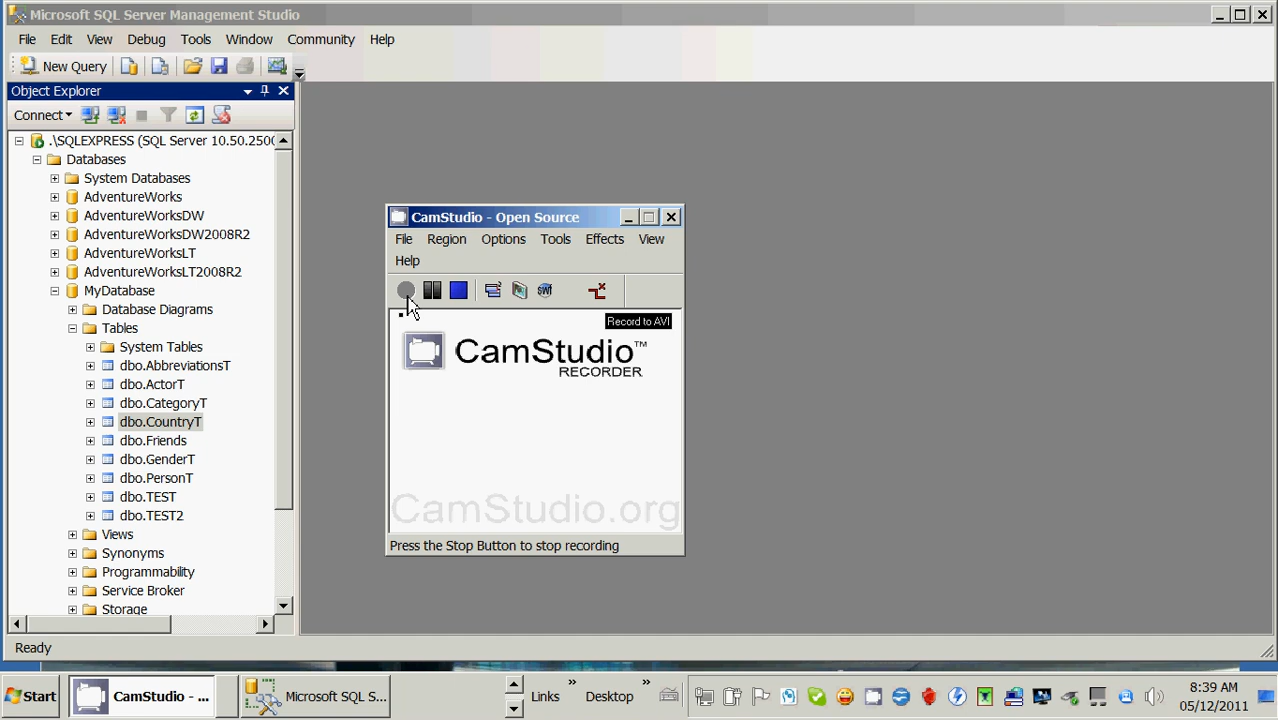 Microsoft SQL Server Management Studio
File Edit View Debug Tools Window Community Help
New Query
Object Explorer
Connect
.\SQLEXPRESS (SQL Server 10.50.250
Databases
System Databases
AdventureWorks
AdventureWorksDW
AdventureWorksDW2008R2
AdventureWorksLT
AdventureWorksLT2008R2
MyDatabase
Database Diagrams
Tables
System Tables
dbo.AbbreviationsT
dbo.ActorT
dbo.CategoryT
dbo.CountryT
dbo.Friends
dbo.GenderT
dbo.PersonT
dbo.TEST
dbo.TEST2
Views
Synonyms
Programmability
Service Broker
Storage
CamStudio - Open Source
File Region Options Tools Effects View
Help
SWF
Record to AVI
CamStudio™
RECORDER
CamStudio.org
Press the Stop Button to stop recording
Ready
Start CamStudio - ... Microsoft SQL S... Links » Desktop » 8:39 AM
05/12/2011